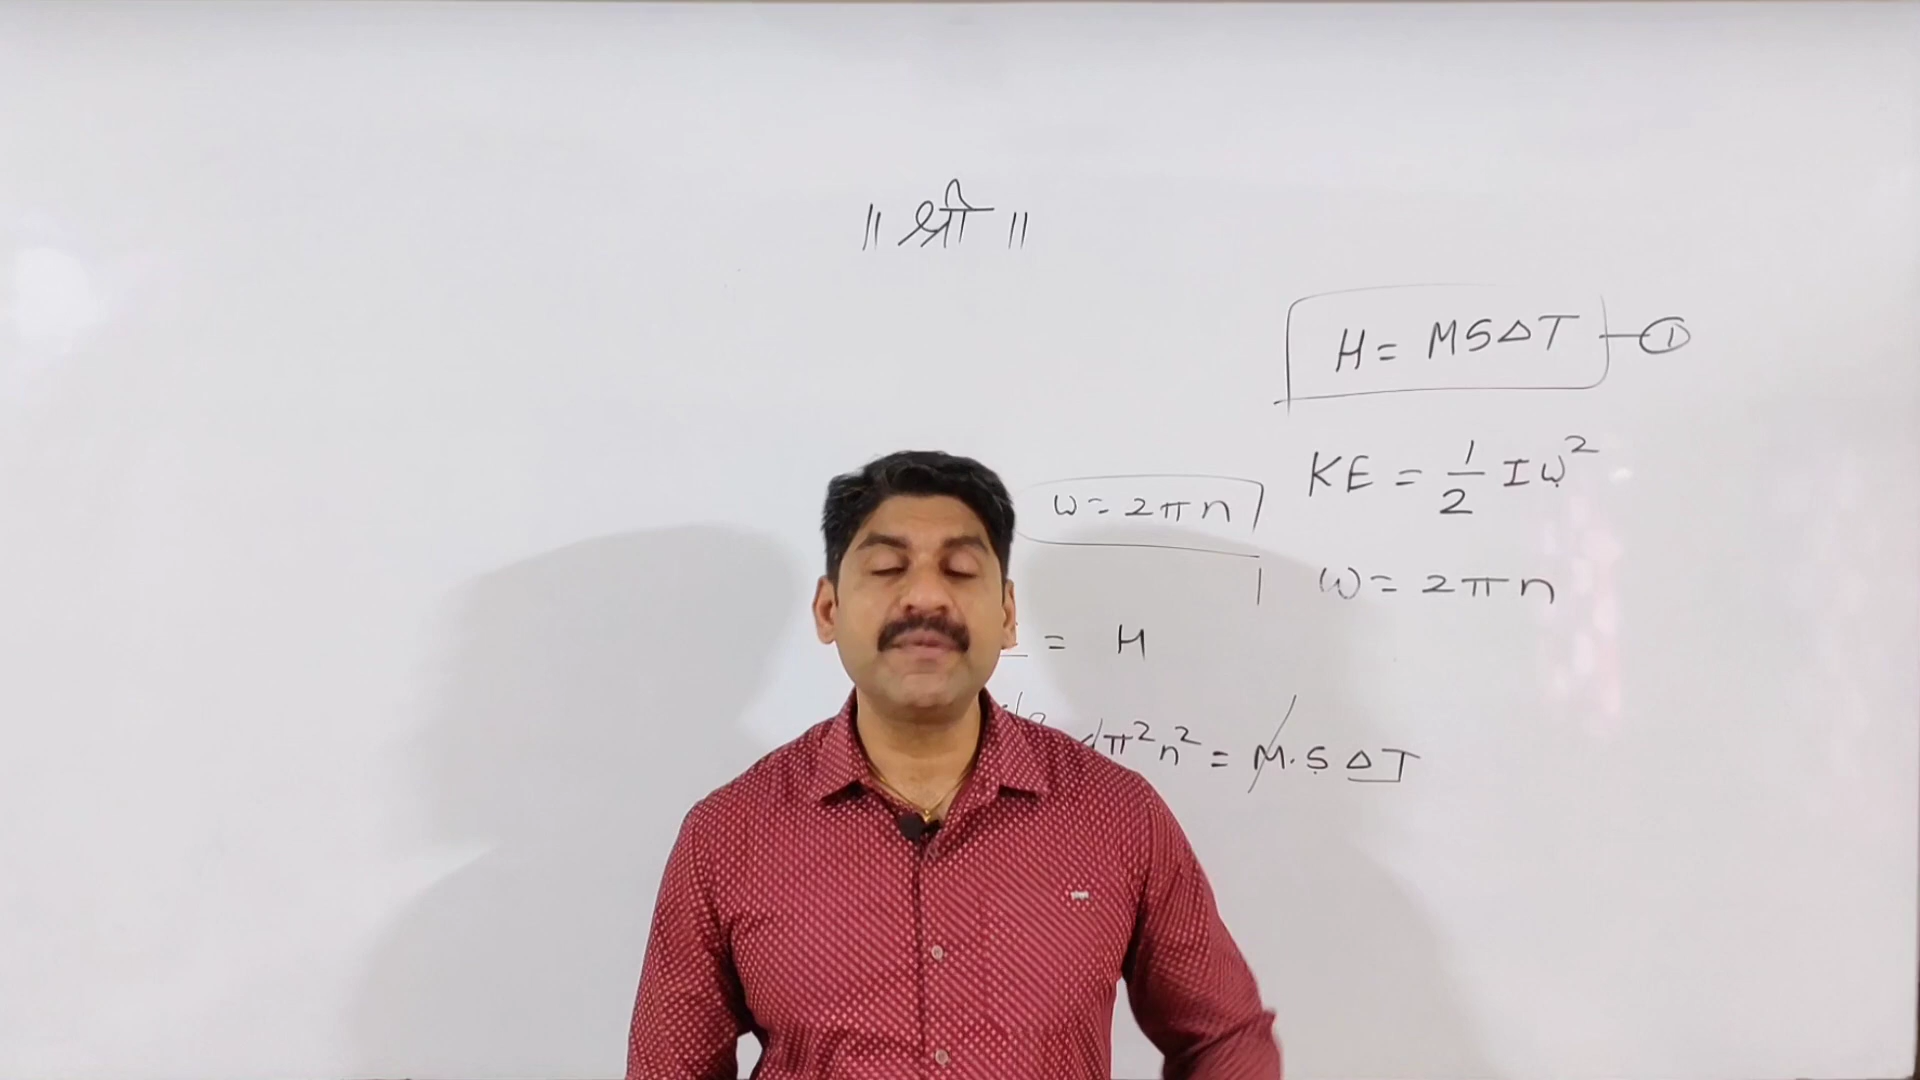 ॥ श्री ॥
H = MSΔT — ①
KE = 1/2 Iω²
ω = 2πn
ω = 2πn
= H
π²n² = M.S ΔT